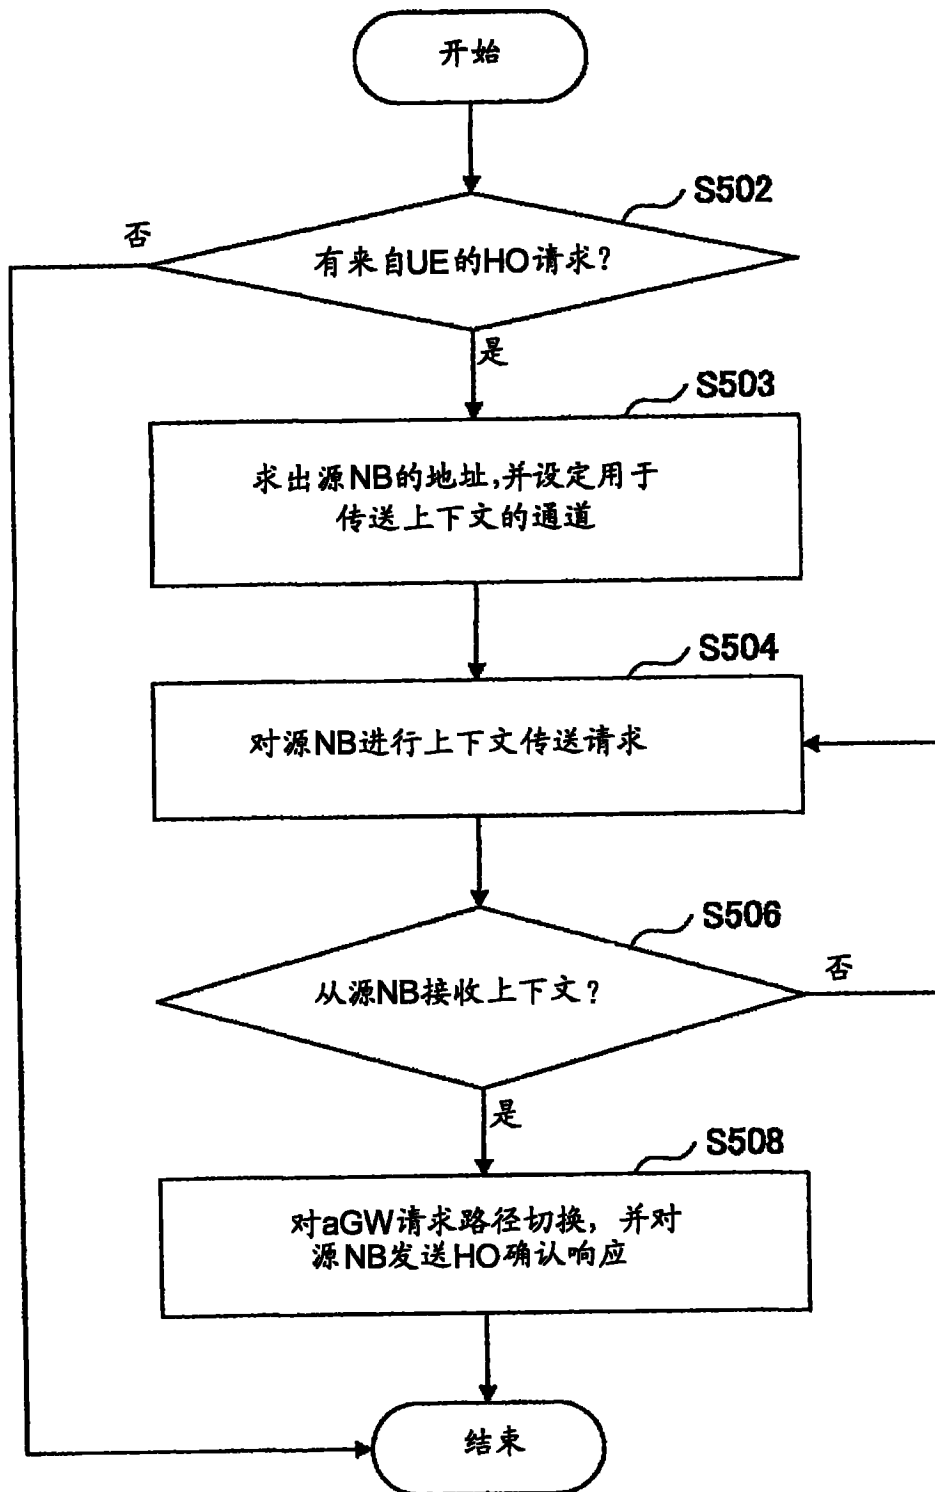 开始
S502
否
有来自UE的HO请求？
是
S503
求出源NB的地址,并设定用于
传送上下文的通道
S504
对源NB进行上下文传送请求
S506
否
从源NB接收上下文？
是
S508
对aGW请求路径切换，并对
源NB发送HO确认响应
结束